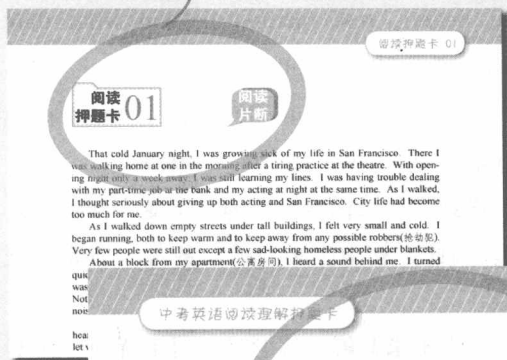 阅读押题卡 01
阅读
押题卡 01
阅读
片断
That cold January night, I was growing sick of my life in San Francisco. There I
was walking home at one in the morning after a tiring practice at the theatre. With open-
ing night only a week away, I was still learning my lines. I was having trouble dealing
with my part-time job at the bank and my acting at night at the same time. As I walked,
I thought seriously about giving up both acting and San Francisco. City life had become
too much for me.
As I walked down empty streets under tall buildings, I felt very small and cold. I
began running, both to keep warm and to keep away from any possible robbers(抢劫犯).
Very few people were still out except a few sad-looking homeless people under blankets.
About a block from my apartment(公寓房间), I heard a sound behind me. I turned
was
中考英语阅读理解押题卡
let